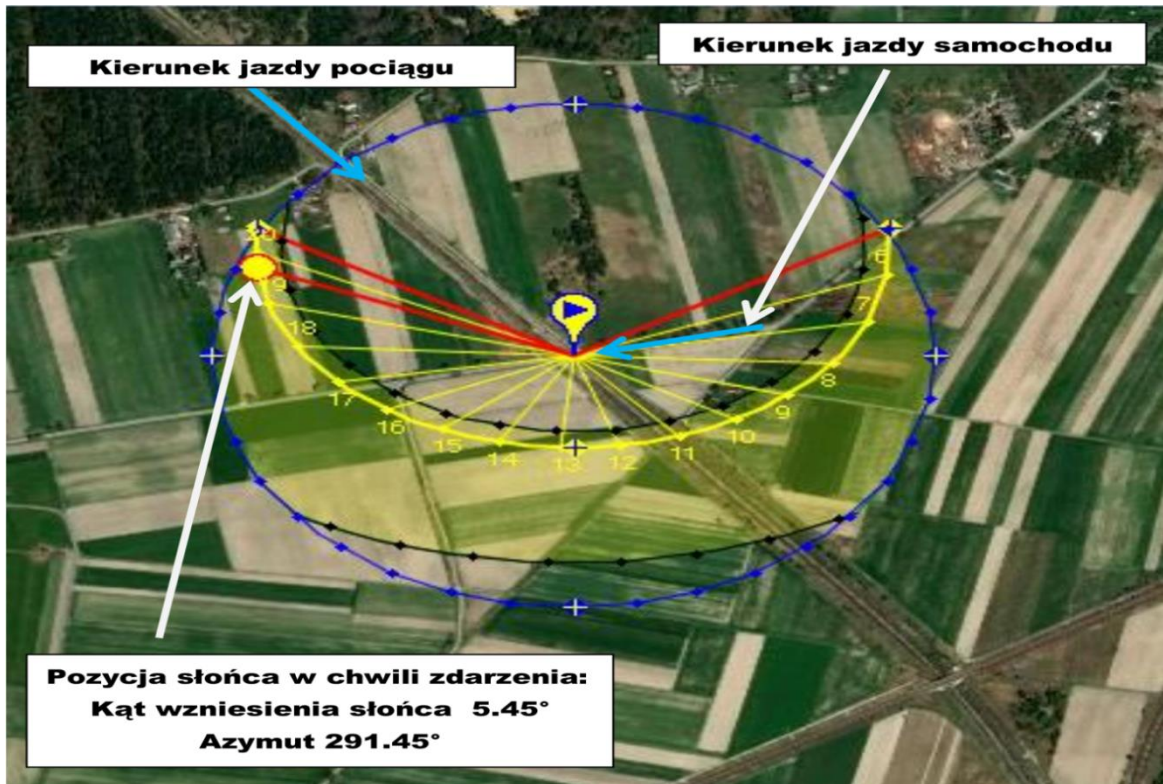 Kierunek jazdy pociągu
Kierunek jazdy samochodu
6
7
8
9
10
11
12
13
14
15
16
17
18
19
Pozycja słońca w chwili zdarzenia:
Kąt wzniesienia słońca 5.45°
Azymut 291.45°